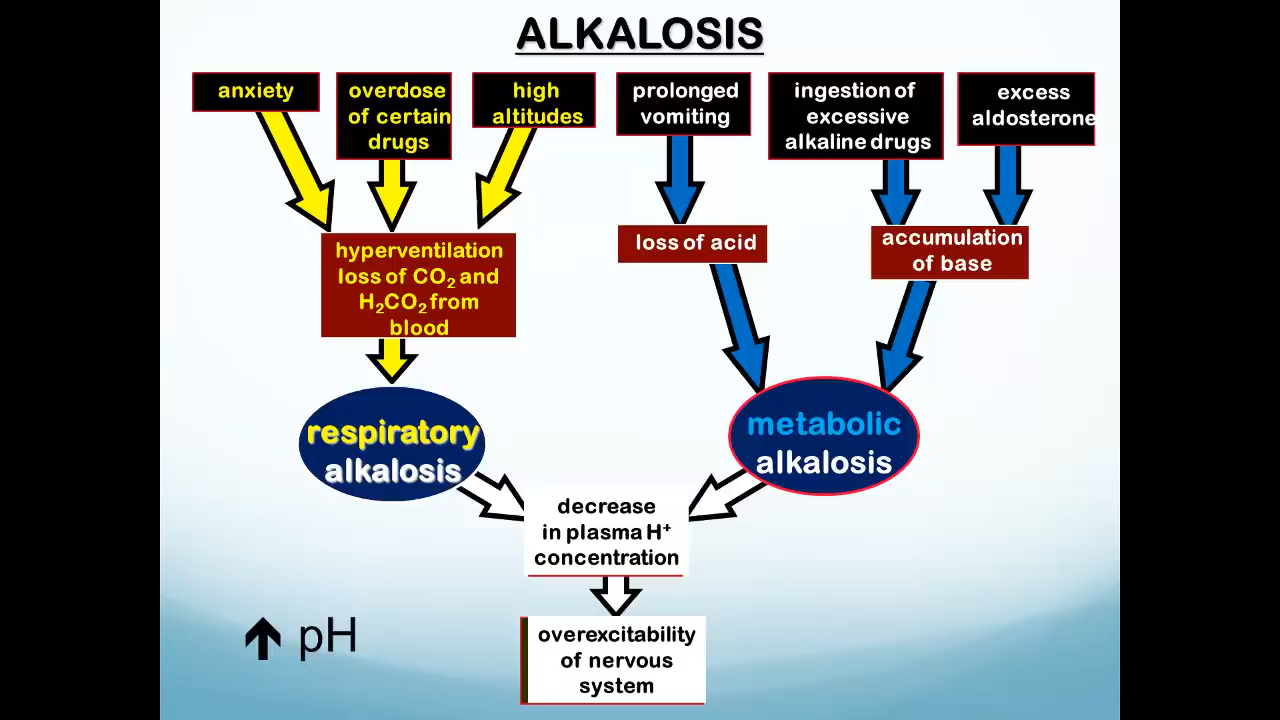 ALKALOSIS
anxiety
overdose
of certain
drugs
high
altitudes
prolonged
vomiting
ingestion of
excessive
alkaline drugs
excess
aldosterone
hyperventilation
loss of CO₂ and
H₂CO₂ from
blood
loss of acid
accumulation
of base
respiratory
alkalosis
metabolic
alkalosis
decrease
in plasma H⁺
concentration
overexcitability
of nervous
system
↑ pH